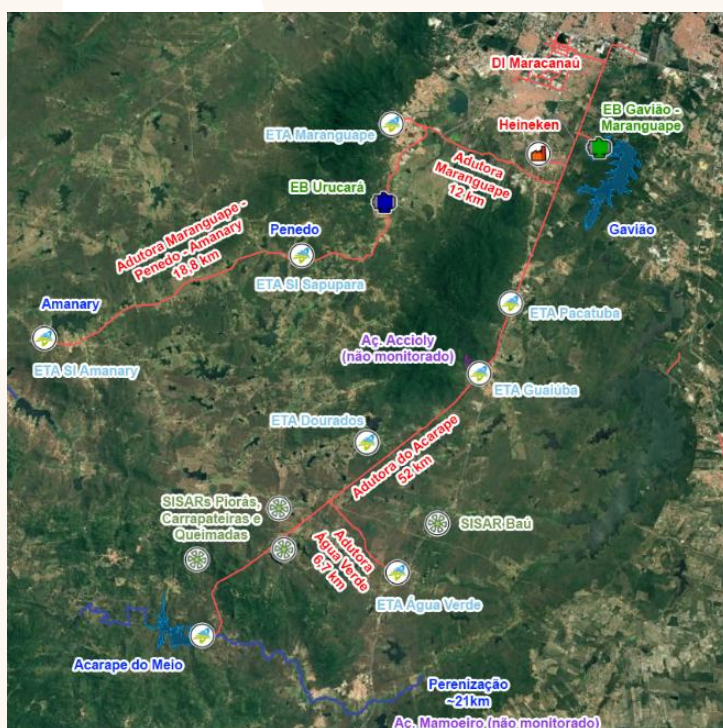 DI Maracanaú
EB Gavião -
Maranguape
ETA Maranguape
Heineken
Adutora
Maranguape
12 km
EB Urucará
Adutora Maranguape -
Penedo - Amanary
18,8 km
Penedo
Gavião
ETA SI Sapupara
Amanary
ETA Pacatuba
Aç. Accioly
(não monitorado)
ETA SI Amanary
ETA Guaiúba
ETA Dourados
Adutora do Acarape
52 km
SISARs Piorás,
Carrapateiras e
Queimadas
SISAR Baú
Adutora
Água Verde
6,7 km
ETA Água Verde
Acarape do Meio
Perenização
~21km
Aç. Mamoeiro (não monitorado)